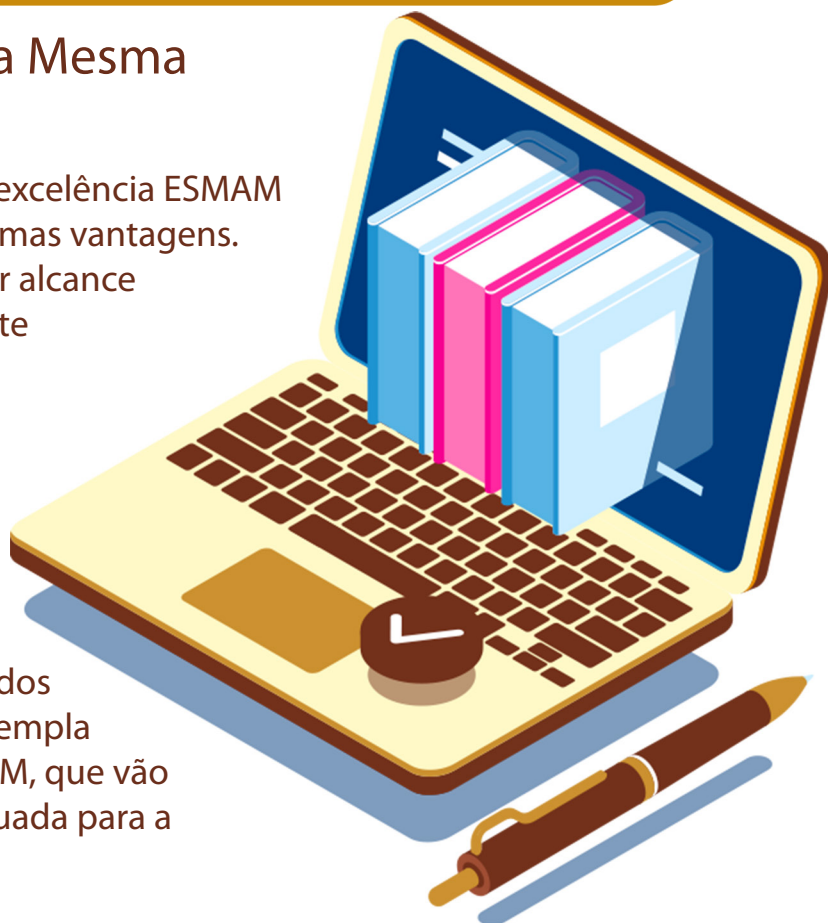 a Mesma
excelência ESMAM
mas vantagens.
r alcance
te
dos
empla
M, que vão
uada para a